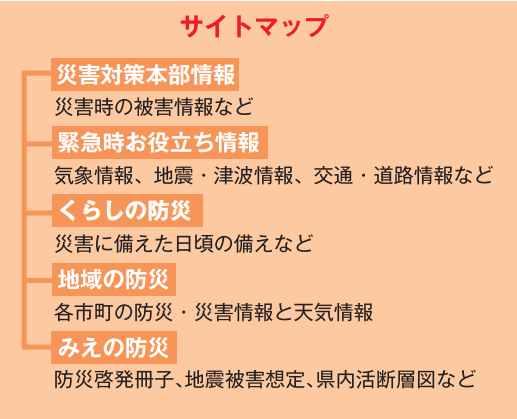 サイトマップ
災害対策本部情報
災害時の被害情報など
緊急時お役立ち情報
気象情報、地震・津波情報、交通・道路情報など
くらしの防災
災害に備えた日頃の備えなど
地域の防災
各市町の防災・災害情報と天気情報
みえの防災
防災啓発冊子、地震被害想定、県内活断層図など